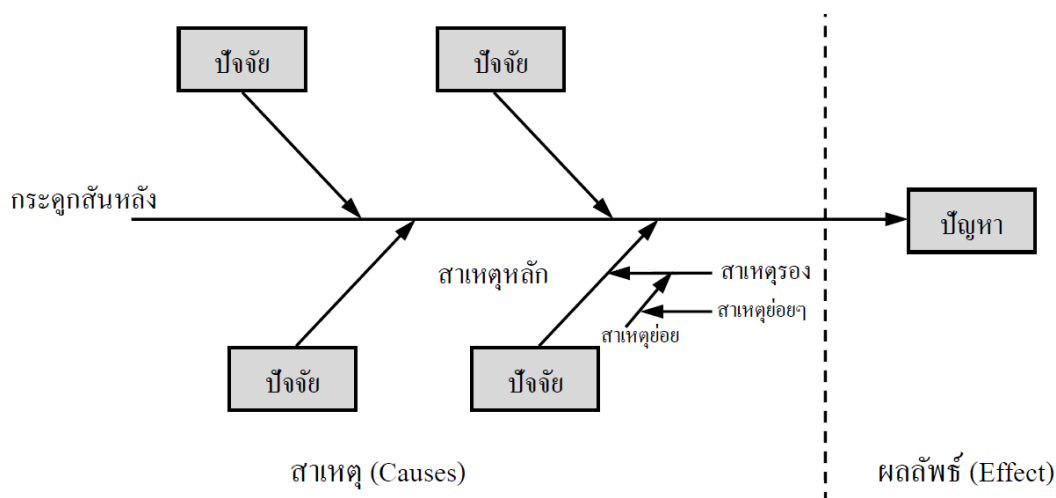 ปัจจัย
ปัจจัย
กระดูกสันหลัง
ปัญหา
สาเหตุหลัก
สาเหตุรอง
สาเหตุย่อยๆ
สาเหตุย่อย
ปัจจัย
ปัจจัย
สาเหตุ (Causes)
ผลลัพธ์ (Effect)